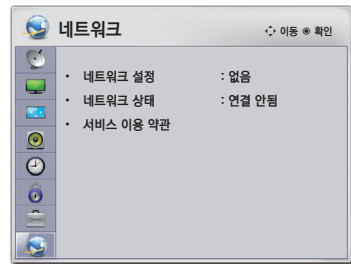 네트워크
이동 ◉ 확인
• 네트워크 설정 : 없음
• 네트워크 상태 : 연결 안됨
• 서비스 이용 약관